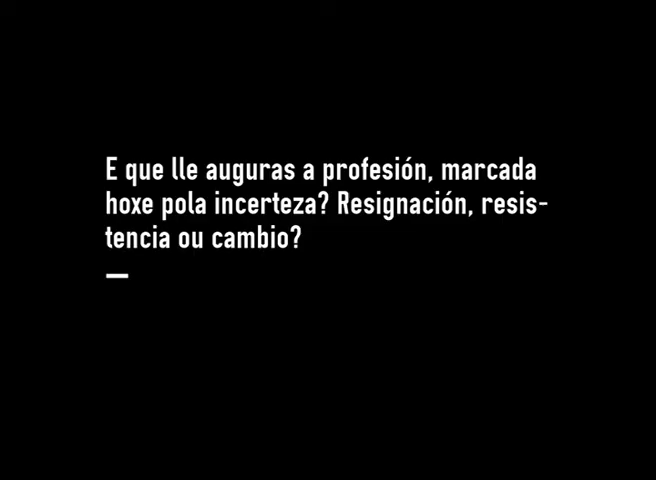 E que lle auguras a profesión, marcada
hoxe pola incerteza? Resignación, resis-
tencia ou cambio?